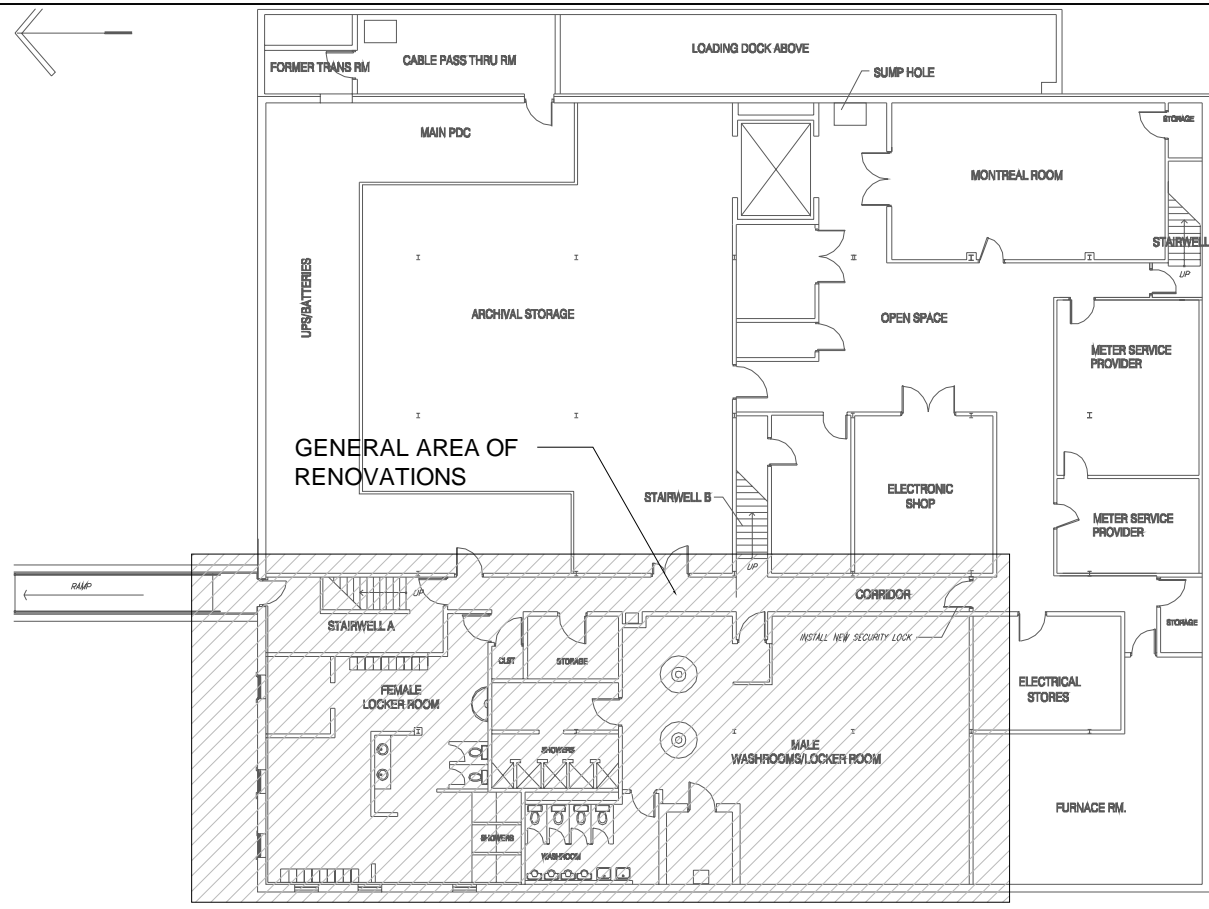 LOADING DOCK ABOVE
FORMER TRANS RM
CABLE PASS THRU RM
SUMP HOLE
MAIN PDC
STORAGE
MONTREAL ROOM
STAIRWELL
UP
UPS/BATTERIES
ARCHIVAL STORAGE
OPEN SPACE
METER SERVICE
PROVIDER
GENERAL AREA OF
RENOVATIONS
STAIRWELL B
ELECTRONIC
SHOP
METER SERVICE
PROVIDER
UP
RAMP
UP
CORRIDOR
STAIRWELL A
INSTALL NEW SECURITY LOCK
STORAGE
CLST
STORAGE
FEMALE
LOCKER ROOM
ELECTRICAL
STORES
SHOWERS
MALE
WASHROOMS/LOCKER ROOM
FURNACE RM.
SHOWERS
WASHROOM